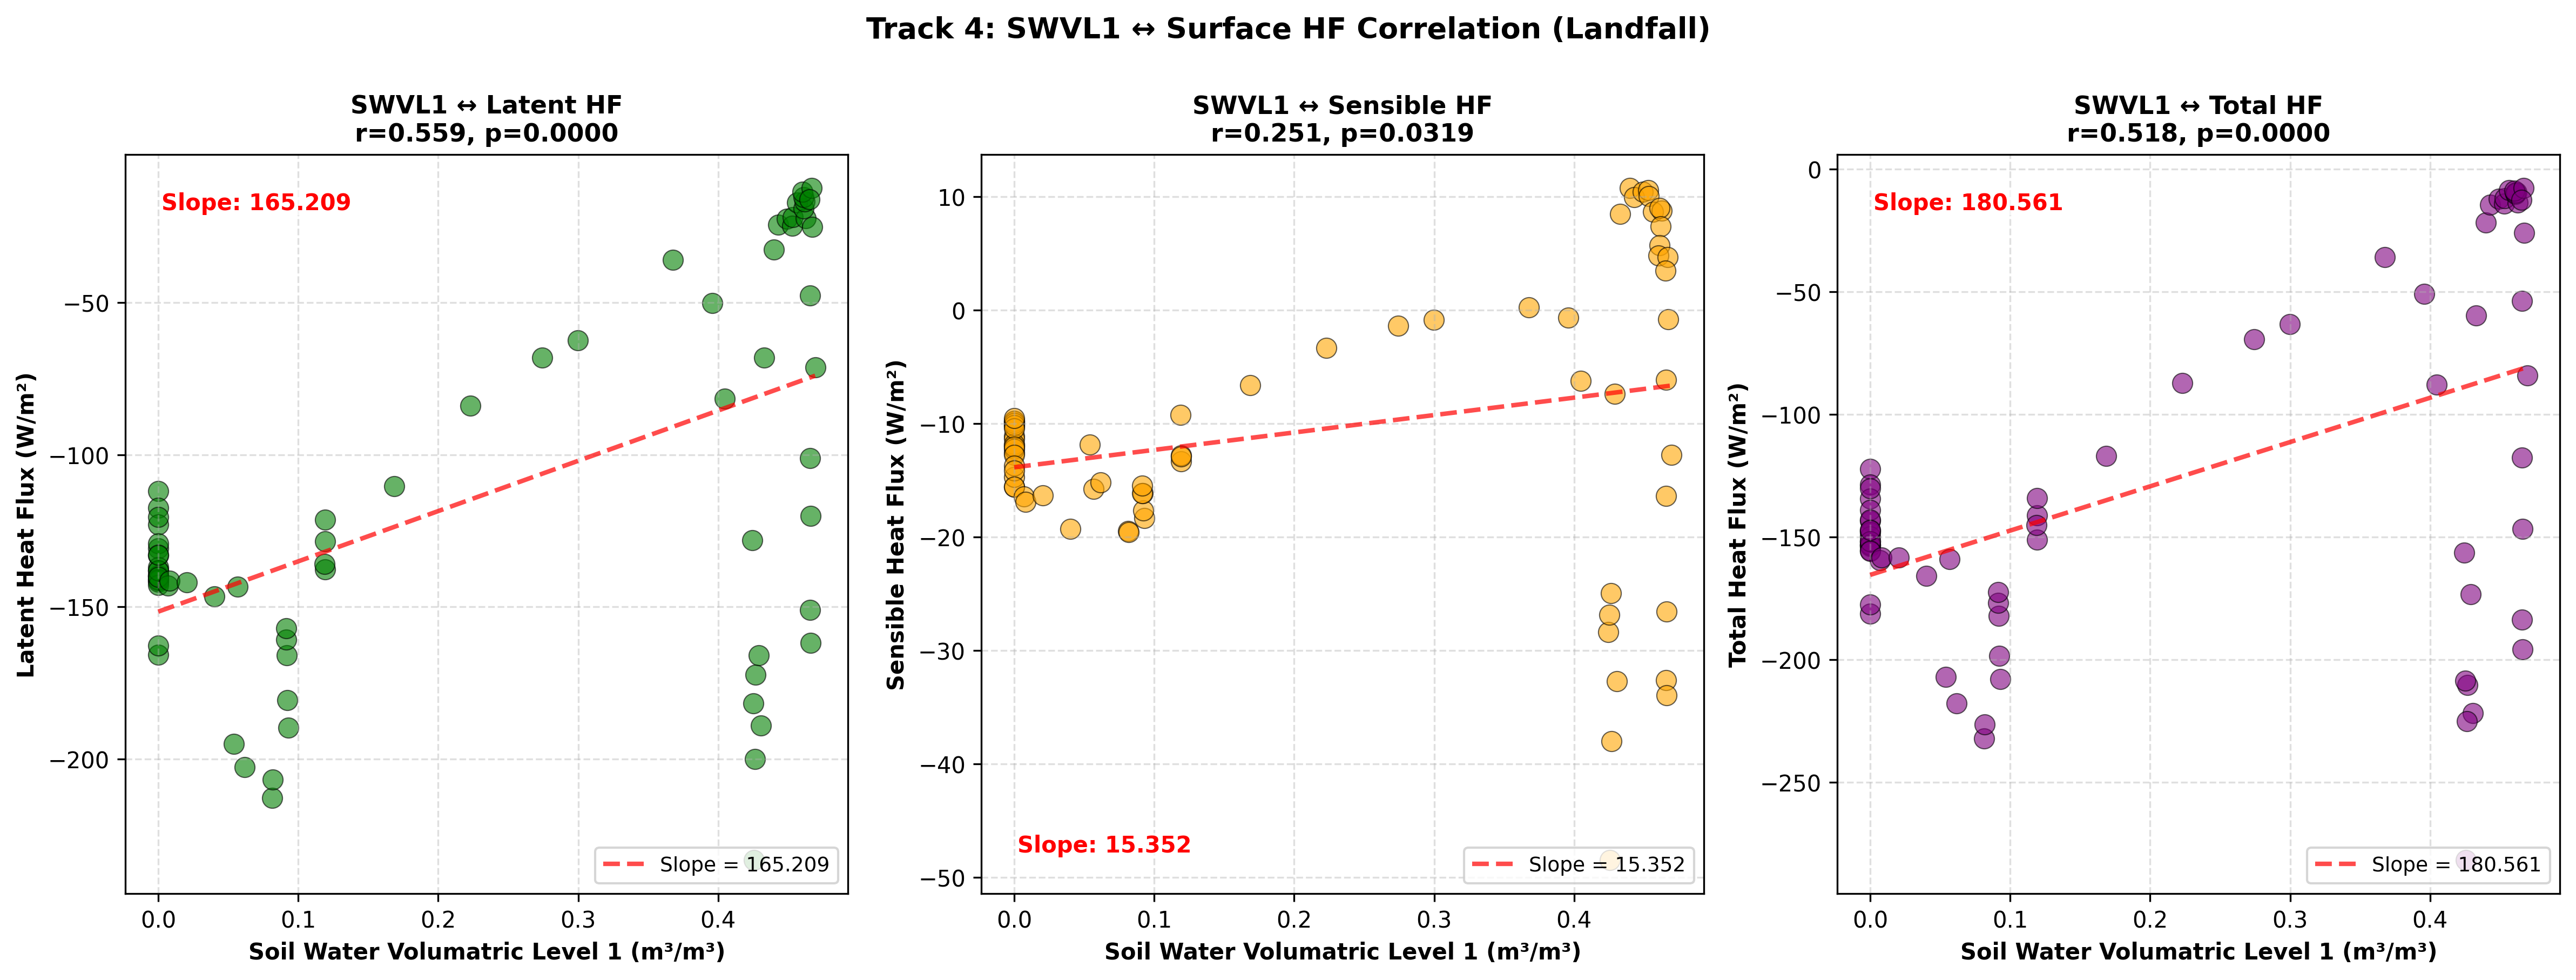 Track 4: SWVL1 ↔ Surface HF Correlation (Landfall)
SWVL1 ↔ Latent HF
r=0.559, p=0.0000
Slope: 165.209
Latent Heat Flux (W/m²)
−50
−100
−150
−200
Slope = 165.209
0.0 0.1 0.2 0.3 0.4
Soil Water Volumatric Level 1 (m³/m³)
SWVL1 ↔ Sensible HF
r=0.251, p=0.0319
Sensible Heat Flux (W/m²)
10
0
−10
−20
−30
−40
−50
Slope: 15.352
Slope = 15.352
0.0 0.1 0.2 0.3 0.4
Soil Water Volumatric Level 1 (m³/m³)
SWVL1 ↔ Total HF
r=0.518, p=0.0000
Slope: 180.561
Total Heat Flux (W/m²)
0
−50
−100
−150
−200
−250
Slope = 180.561
0.0 0.1 0.2 0.3 0.4
Soil Water Volumatric Level 1 (m³/m³)